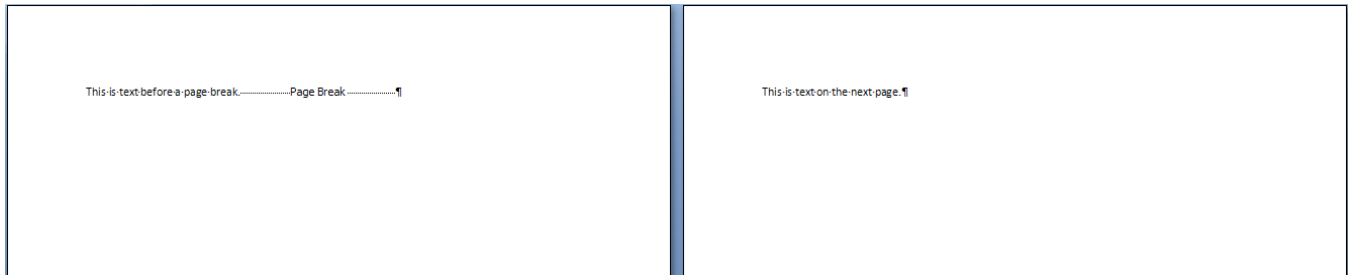 This is text before a page break.Page Break¶
This is text on the next page.¶